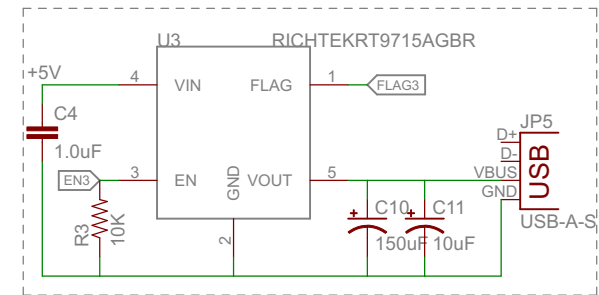 U3
RICHTEKRT9715AGBR
+5V
4
VIN
FLAG
1
FLAG3
C4
1.0uF
JP5
D+
D-
VBUS
GND
USB
USB-A-S
EN3
3
EN
GND
VOUT
5
2
R3
10K
C10
150uF
C11
10uF